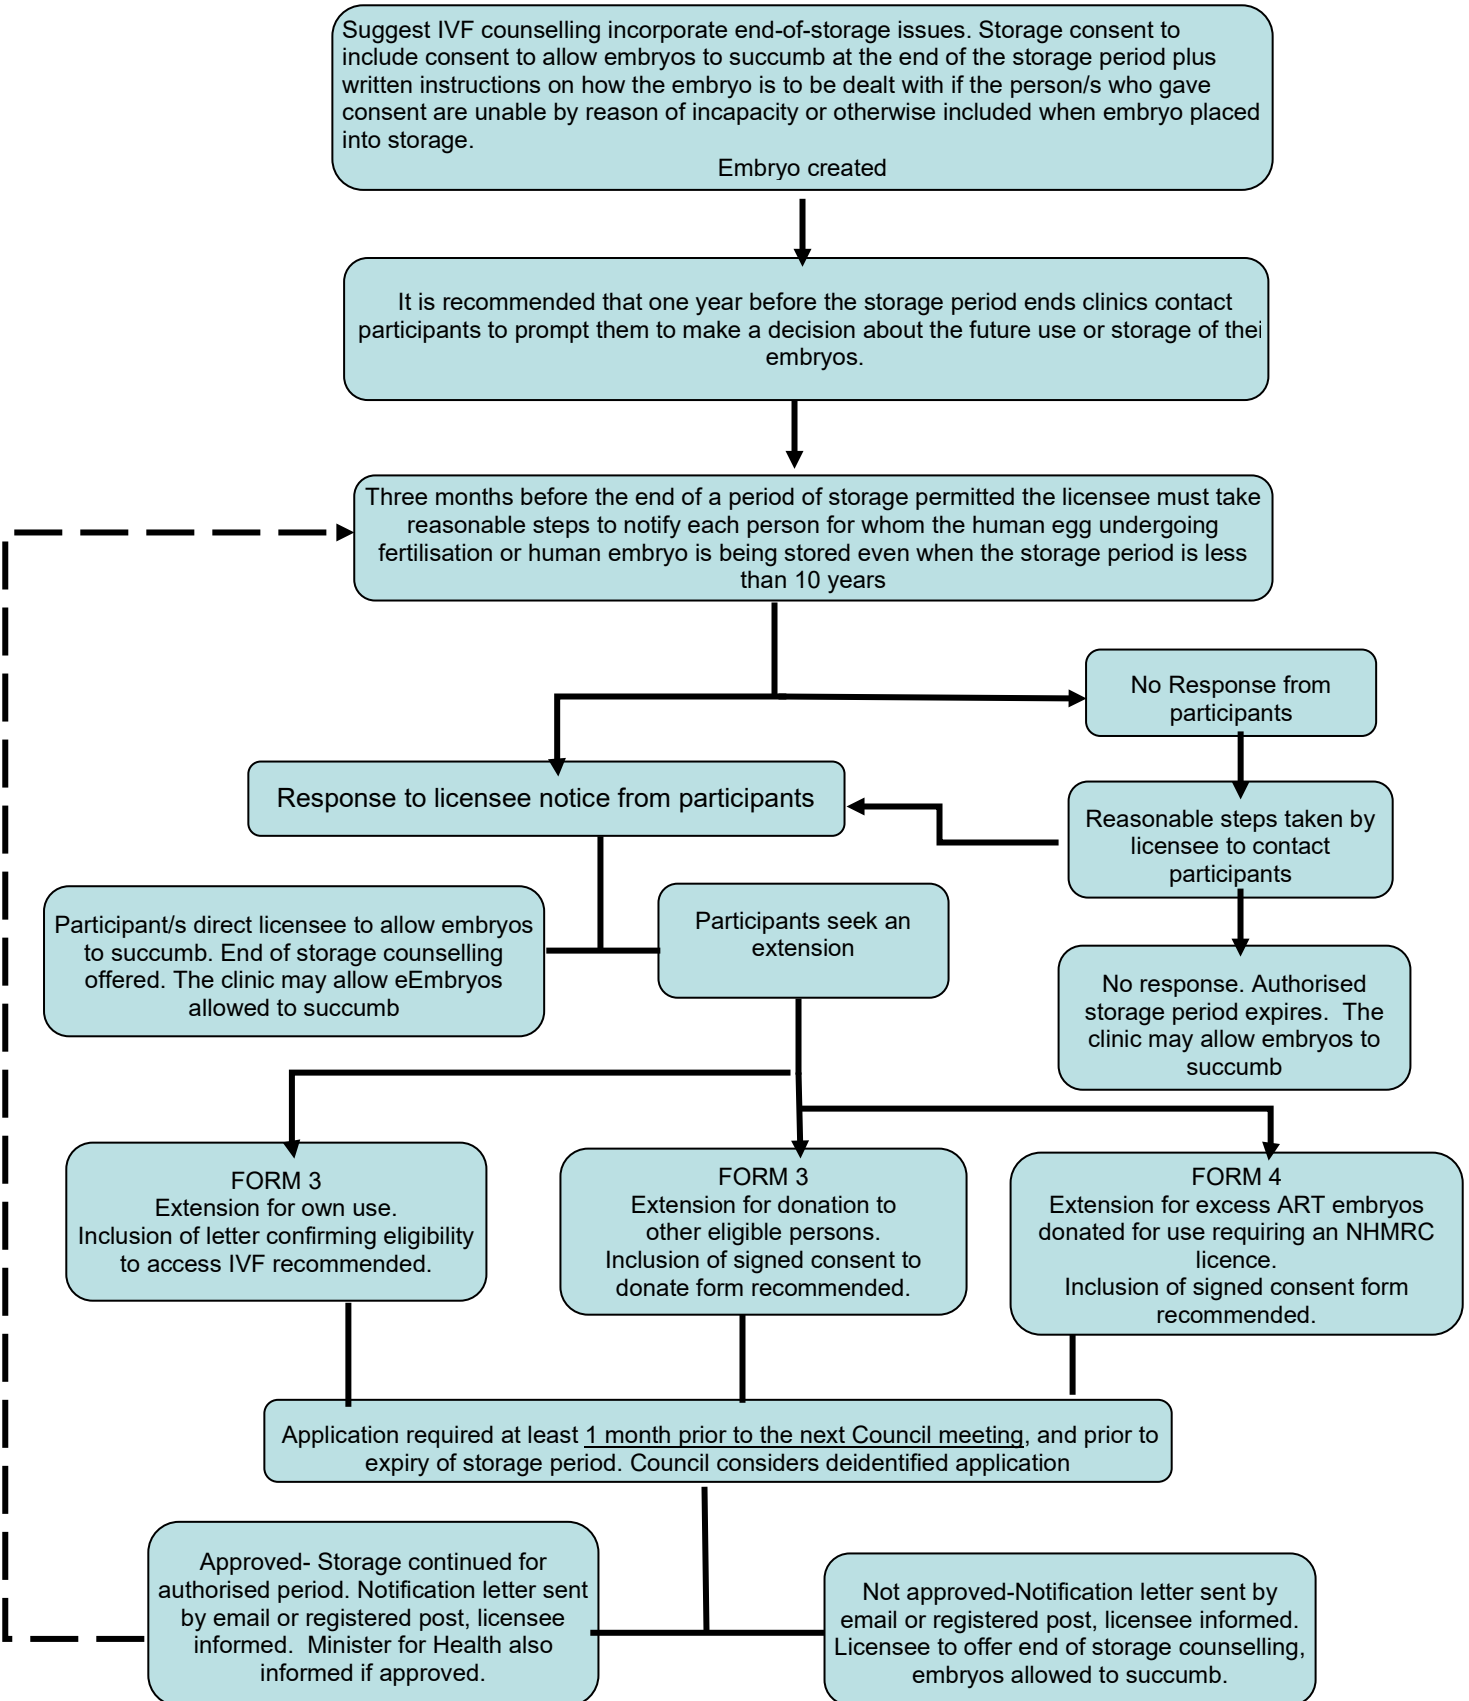 Suggest IVF counselling incorporate end-of-storage issues. Storage consent to
include consent to allow embryos to succumb at the end of the storage period plus
written instructions on how the embryo is to be dealt with if the person/s who gave
consent are unable by reason of incapacity or otherwise included when embryo placed
into storage.
Embryo created
It is recommended that one year before the storage period ends clinics contact
participants to prompt them to make a decision about the future use or storage of thei
embryos.
Three months before the end of a period of storage permitted the licensee must take
reasonable steps to notify each person for whom the human egg undergoing
fertilisation or human embryo is being stored even when the storage period is less
than 10 years
No Response from
participants
Response to licensee notice from participants
Reasonable steps taken by
licensee to contact
participants
Participant/s direct licensee to allow embryos
to succumb. End of storage counselling
offered. The clinic may allow eEmbryos
allowed to succumb
Participants seek an
extension
No response. Authorised
storage period expires. The
clinic may allow embryos to
succumb
FORM 3
Extension for own use.
Inclusion of letter confirming eligibility
to access IVF recommended.
FORM 3
Extension for donation to
other eligible persons.
Inclusion of signed consent to
donate form recommended.
FORM 4
Extension for excess ART embryos
donated for use requiring an NHMRC
licence.
Inclusion of signed consent form
recommended.
Application required at least 1 month prior to the next Council meeting, and prior to
expiry of storage period. Council considers deidentified application
Approved- Storage continued for
authorised period. Notification letter sent
by email or registered post, licensee
informed. Minister for Health also
informed if approved.
Not approved-Notification letter sent by
email or registered post, licensee informed.
Licensee to offer end of storage counselling,
embryos allowed to succumb.